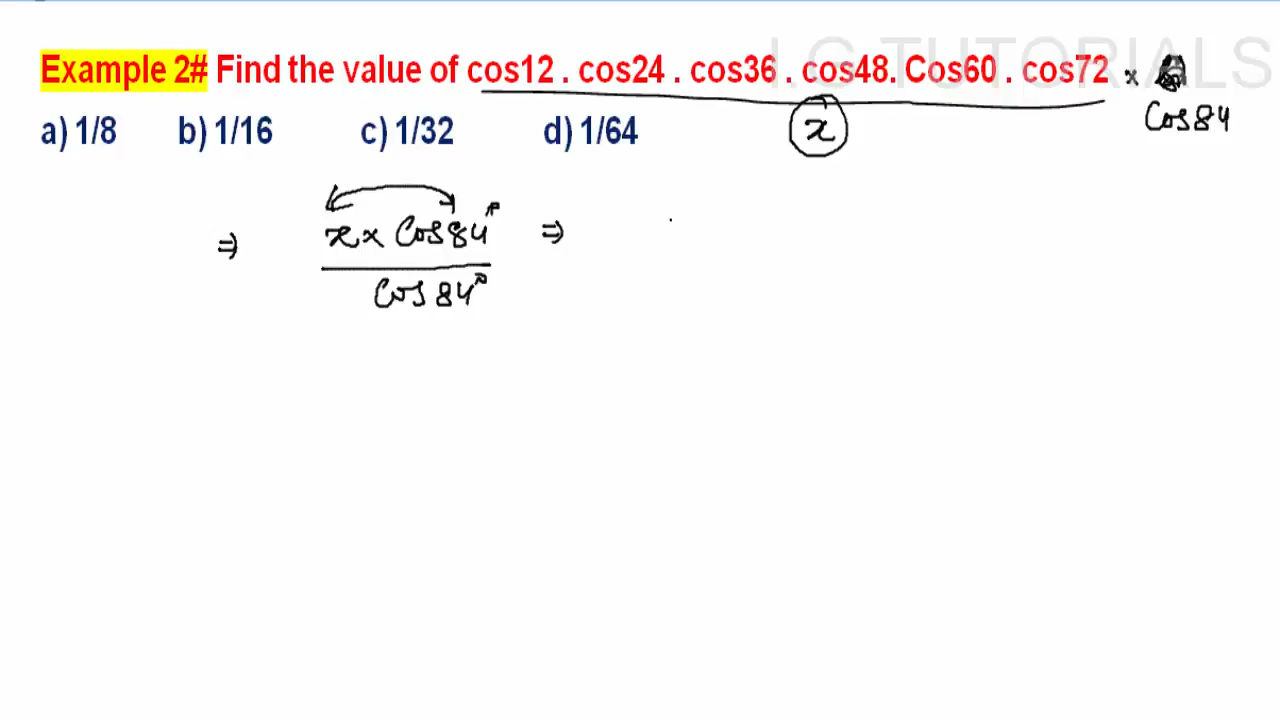 I.G TUTORIALS
Example 2# Find the value of cos12 . cos24 . cos36 . cos48. Cos60 . cos72 ×
Cos84
a) 1/8 b) 1/16 c) 1/32 d) 1/64 x
⇒ x × Cos84° ⇒
Cos84°